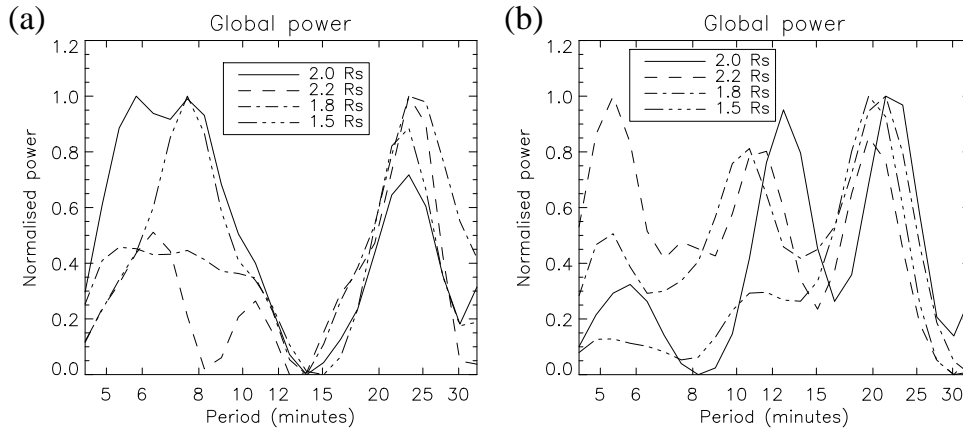 (a)
Global power
2.0 Rs
2.2 Rs
1.8 Rs
1.5 Rs
Normalised power
1.2
1.0
0.8
0.6
0.4
0.2
0.0
5 6 8 10 12 15 20 25 30
Period (minutes)
(b)
Global power
2.0 Rs
2.2 Rs
1.8 Rs
1.5 Rs
Normalised power
1.2
1.0
0.8
0.6
0.4
0.2
0.0
5 6 8 10 12 15 20 25 30
Period (minutes)